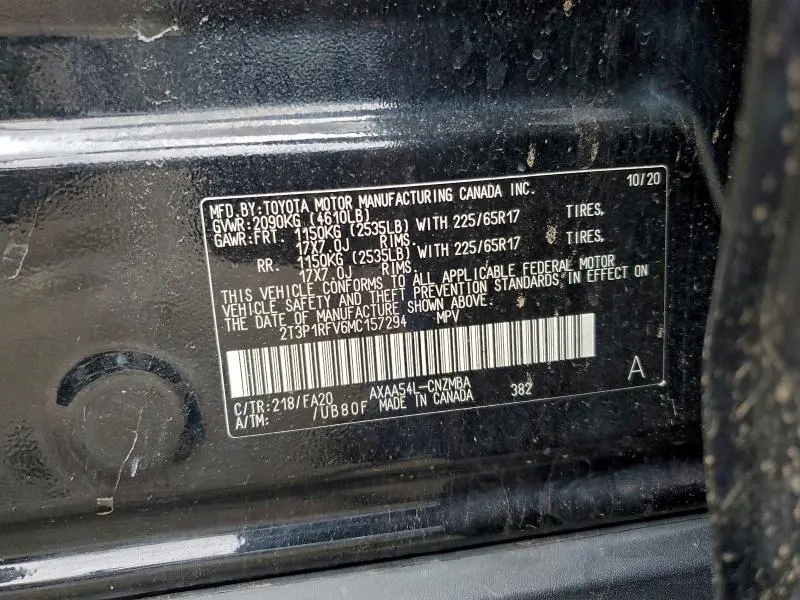 MFD.BY:TOYOTA MOTOR MANUFACTURING CANADA INC. 10/20
GVWR:2090KG (4610LB)
GAWR:FRT. 1150KG (2535LB) WITH 225/65R17 TIRES,
17X7.0J RIMS,
RR. 1150KG (2535LB) WITH 225/65R17 TIRES,
17X7.0J RIMS,
THIS VEHICLE CONFORMS TO ALL APPLICABLE FEDERAL MOTOR
VEHICLE SAFETY AND THEFT PREVENTION STANDARDS IN EFFECT ON
THE DATE OF MANUFACTURE SHOWN ABOVE.
2T3P1RFV6MC157294 MPV
C/TR:218/FA20 AXAA54L-CNZMBA 382 A
A/TM: /UB80F MADE IN CANADA